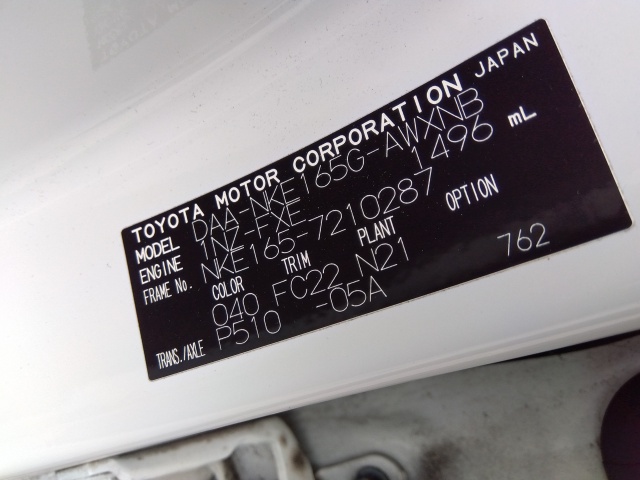 TOYOTA MOTOR CORPORATION JAPAN
MODEL DAA-NKE165G-AWXNB
ENGINE 1NZ-FXE 1496 mL
FRAME No. NKE165-7210287
COLOR TRIM PLANT OPTION
040 FC22 N21 762
TRANS./AXLE P510 -05A